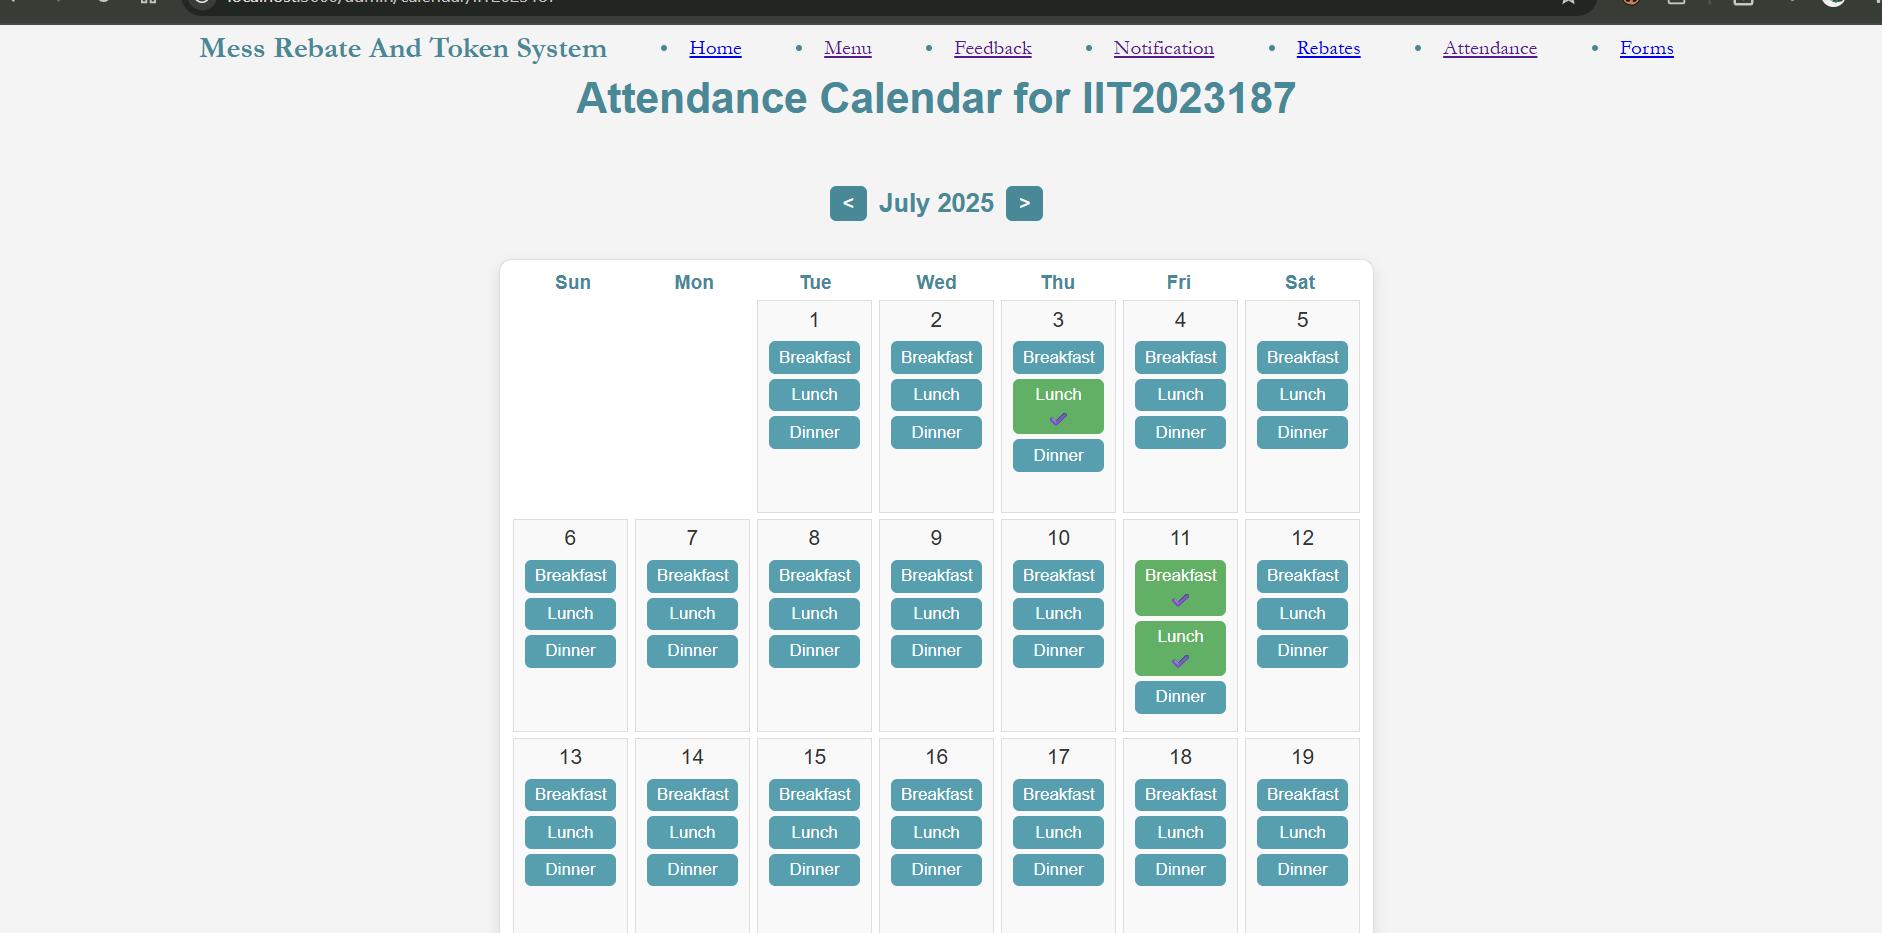 Mess Rebate And Token System • Home • Menu • Feedback • Notification • Rebates • Attendance • Forms
Attendance Calendar for IIT2023187
< July 2025 >
Sun Mon Tue Wed Thu Fri Sat
1 2 3 4 5
Breakfast Breakfast Breakfast Breakfast Breakfast
Lunch Lunch Lunch Lunch Lunch
✔
Dinner Dinner Dinner Dinner Dinner
6 7 8 9 10 11 12
Breakfast Breakfast Breakfast Breakfast Breakfast Breakfast Breakfast
✔
Lunch Lunch Lunch Lunch Lunch Lunch Lunch
✔
Dinner Dinner Dinner Dinner Dinner Dinner Dinner
13 14 15 16 17 18 19
Breakfast Breakfast Breakfast Breakfast Breakfast Breakfast Breakfast
Lunch Lunch Lunch Lunch Lunch Lunch Lunch
Dinner Dinner Dinner Dinner Dinner Dinner Dinner